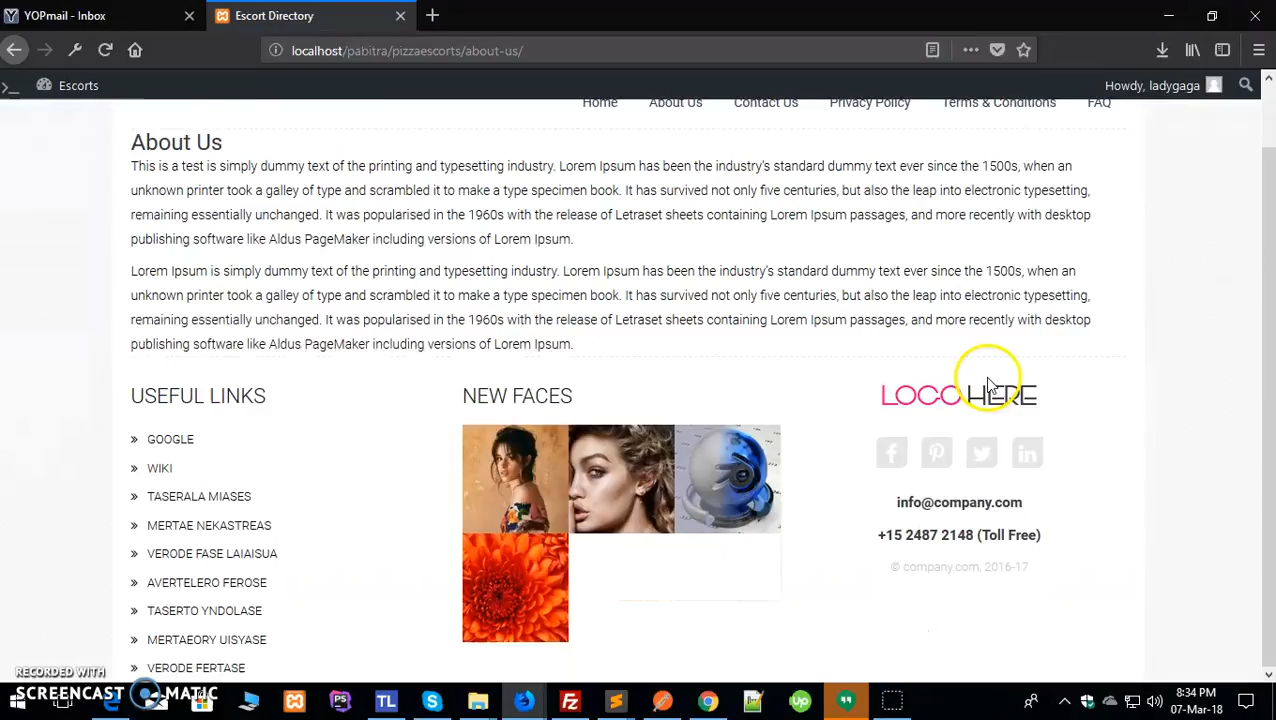 YOPmail - Inbox
Escort Directory
localhost/pabitra/pizzaescorts/about-us/
Escorts
Howdy, ladygaga
Home About Us Contact Us Privacy Policy Terms & Conditions FAQ
About Us
This is a test is simply dummy text of the printing and typesetting industry. Lorem Ipsum has been the industry's standard dummy text ever since the 1500s, when an
unknown printer took a galley of type and scrambled it to make a type specimen book. It has survived not only five centuries, but also the leap into electronic typesetting,
remaining essentially unchanged. It was popularised in the 1960s with the release of Letraset sheets containing Lorem Ipsum passages, and more recently with desktop
publishing software like Aldus PageMaker including versions of Lorem Ipsum.
Lorem Ipsum is simply dummy text of the printing and typesetting industry. Lorem Ipsum has been the industry's standard dummy text ever since the 1500s, when an
unknown printer took a galley of type and scrambled it to make a type specimen book. It has survived not only five centuries, but also the leap into electronic typesetting,
remaining essentially unchanged. It was popularised in the 1960s with the release of Letraset sheets containing Lorem Ipsum passages, and more recently with desktop
publishing software like Aldus PageMaker including versions of Lorem Ipsum.
USEFUL LINKS
GOOGLE
WIKI
TASERALA MIASES
MERTAE NEKASTREAS
VERODE FASE LAIAISUA
AVERTELERO FEROSE
TASERTO YNDOLASE
MERTAEORY UISYASE
VERODE FERTASE
NEW FACES
LOGO HERE
info@company.com
+15 2487 2148 (Toll Free)
© company.com, 2016-17
RECORDED WITH
SCREENCAST MATIC
PS
TL
Fz
Up
8:34 PM
07-Mar-18